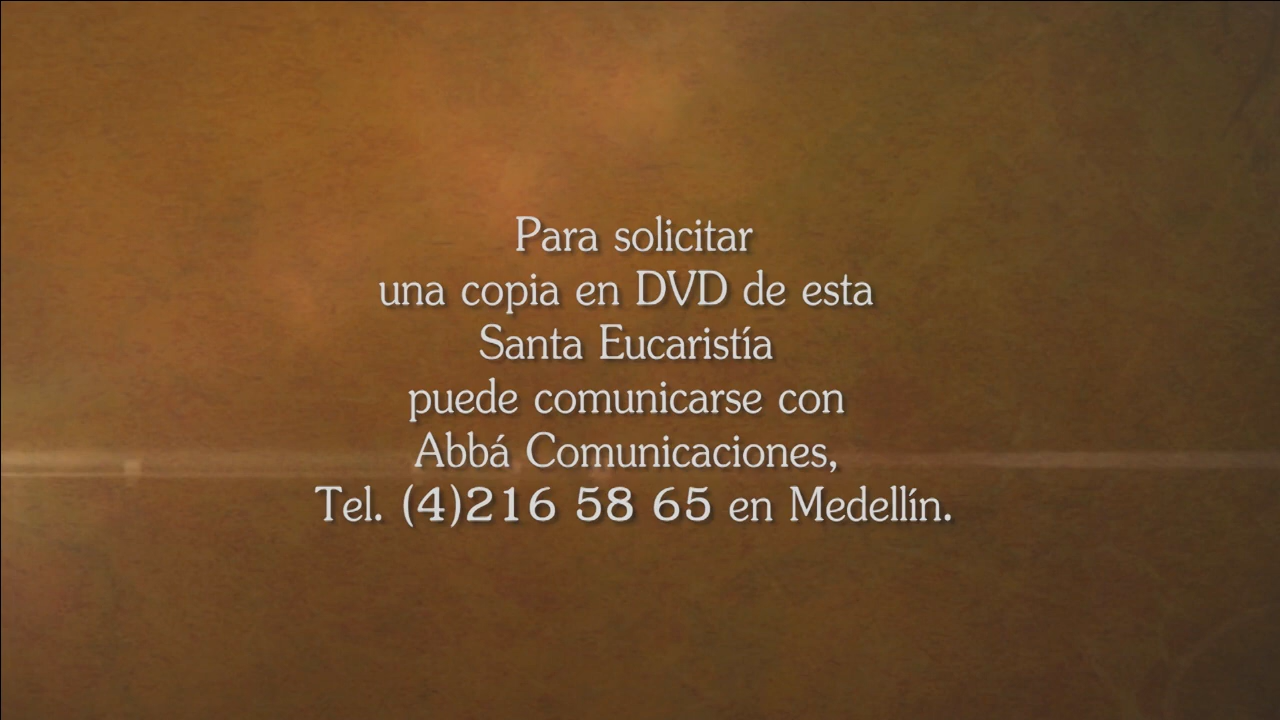 Para solicitar
una copia en DVD de esta
Santa Eucaristía
puede comunicarse con
Abbá Comunicaciones,
Tel. (4)216 58 65 en Medellín.